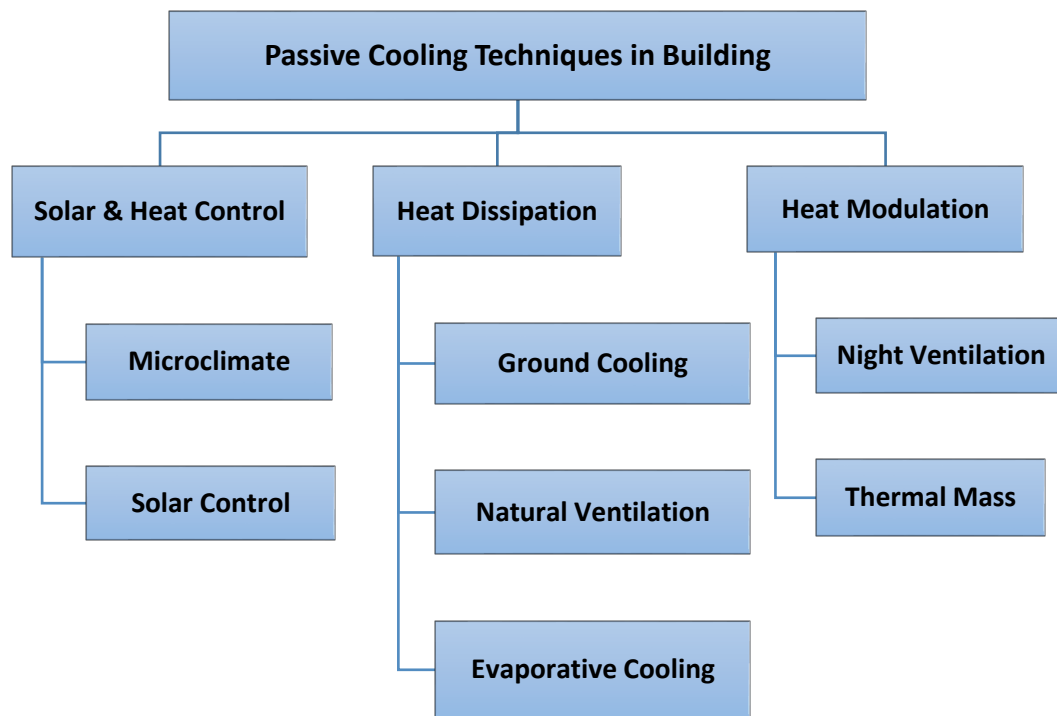 Passive Cooling Techniques in Building
Solar & Heat Control
Heat Dissipation
Heat Modulation
Microclimate
Solar Control
Ground Cooling
Natural Ventilation
Evaporative Cooling
Night Ventilation
Thermal Mass